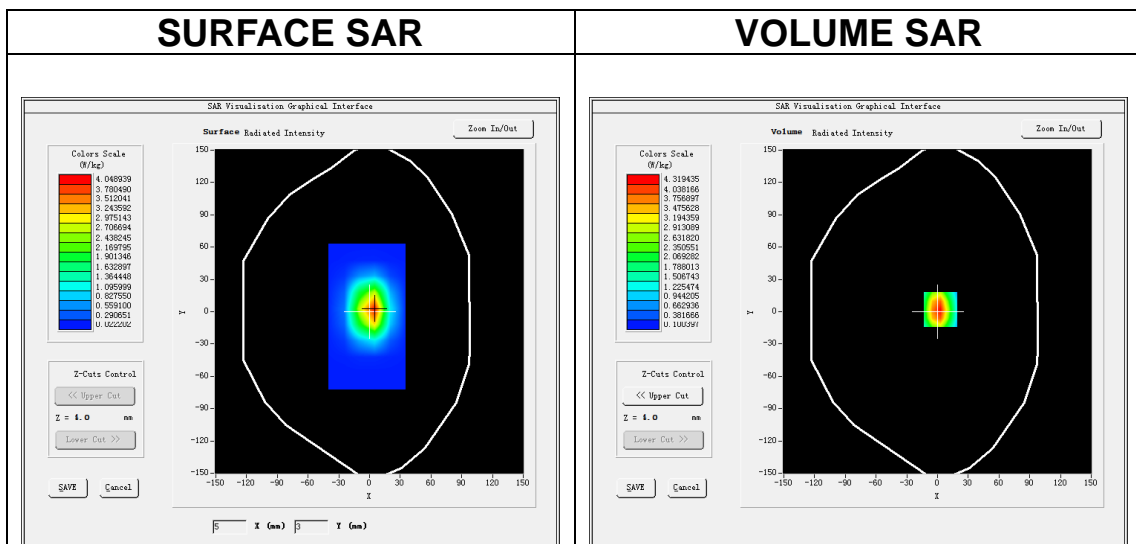 SURFACE SAR
VOLUME SAR
SAR Visualisation Graphical Interface
Surface Radiated Intensity
Zoom In/Out
Colors Scale
(W/kg)
4.048939
3.780490
3.512041
3.243592
2.975143
2.706694
2.438245
2.169795
1.901346
1.632897
1.364448
1.095999
0.827550
0.559100
0.290651
0.022202
150
120
90
60
30
0
-30
-60
-90
-120
-150
Y
-150 -120 -90 -60 -30 0 30 60 90 120 150
X
Z-Cuts Control
<< Upper Cut
Z = 4.0 mm
Lower Cut >>
SAVE
Cancel
5 X (mm) 3 Y (mm)
SAR Visualisation Graphical Interface
Volume Radiated Intensity
Zoom In/Out
Colors Scale
(W/kg)
4.319435
4.038166
3.756897
3.475628
3.194359
2.913089
2.631820
2.350551
2.069282
1.788013
1.506743
1.225474
0.944205
0.662936
0.381666
0.100397
150
120
90
60
30
0
-30
-60
-90
-120
-150
Y
-150 -120 -90 -60 -30 0 30 60 90 120 150
X
Z-Cuts Control
<< Upper Cut
Z = 4.0 mm
Lower Cut >>
SAVE
Cancel